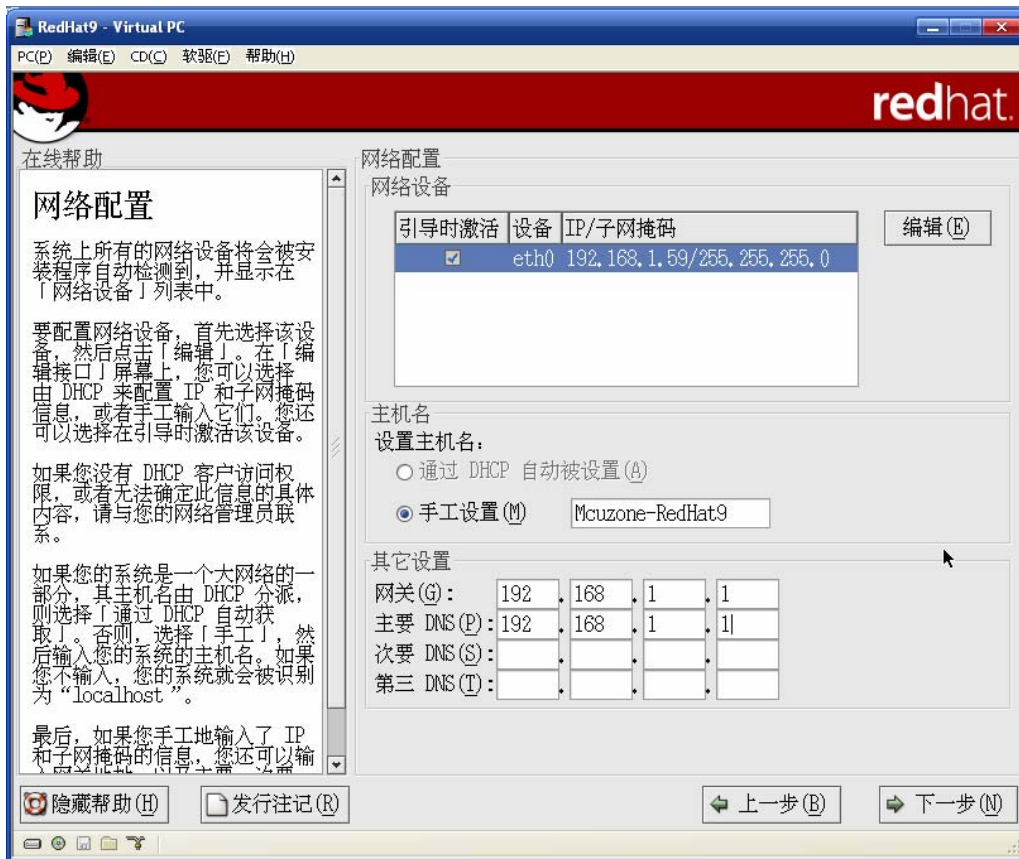 RedHat9 - Virtual PC
PC(P) 编辑(E) CD(C) 软驱(F) 帮助(H)
redhat.
在线帮助
网络配置
系统上所有的网络设备将会被安
装程序自动检测到，并显示在
「网络设备」列表中。
要配置网络设备，首先选择该设
备，然后点击「编辑」。在「编
辑接口」屏幕上，您可以选择
由 DHCP 来配置 IP 和子网掩码
信息，或者手工输入它们。您还
可以选择在引导时激活该设备。
如果您没有 DHCP 客户访问权
限，或者无法确定此信息的具体
内容，请与您的网络管理员联
系。
如果您的系统是一个大网络的一
部分，其主机名由 DHCP 分派，
则选择「通过 DHCP 自动获
取」。否则，选择「手工」，然
后输入您的系统的主机名。如果
您不输入，您的系统就会被识别
为“localhost”。
最后，如果您手工地输入了 IP
和子网掩码的信息，您还可以输
网络配置
网络设备
引导时激活 设备 IP/子网掩码
eth0 192.168.1.59/255.255.255.0
编辑(E)
主机名
设置主机名：
通过 DHCP 自动被设置(A)
手工设置(M) Mcuzone-RedHat9
其它设置
网关(G)： 192 . 168 . 1 . 1
主要 DNS(P)： 192 . 168 . 1 . 1
次要 DNS(S)： . . .
第三 DNS(T)： . . .
隐藏帮助(H) 发行注记(R) 上一步(B) 下一步(N)